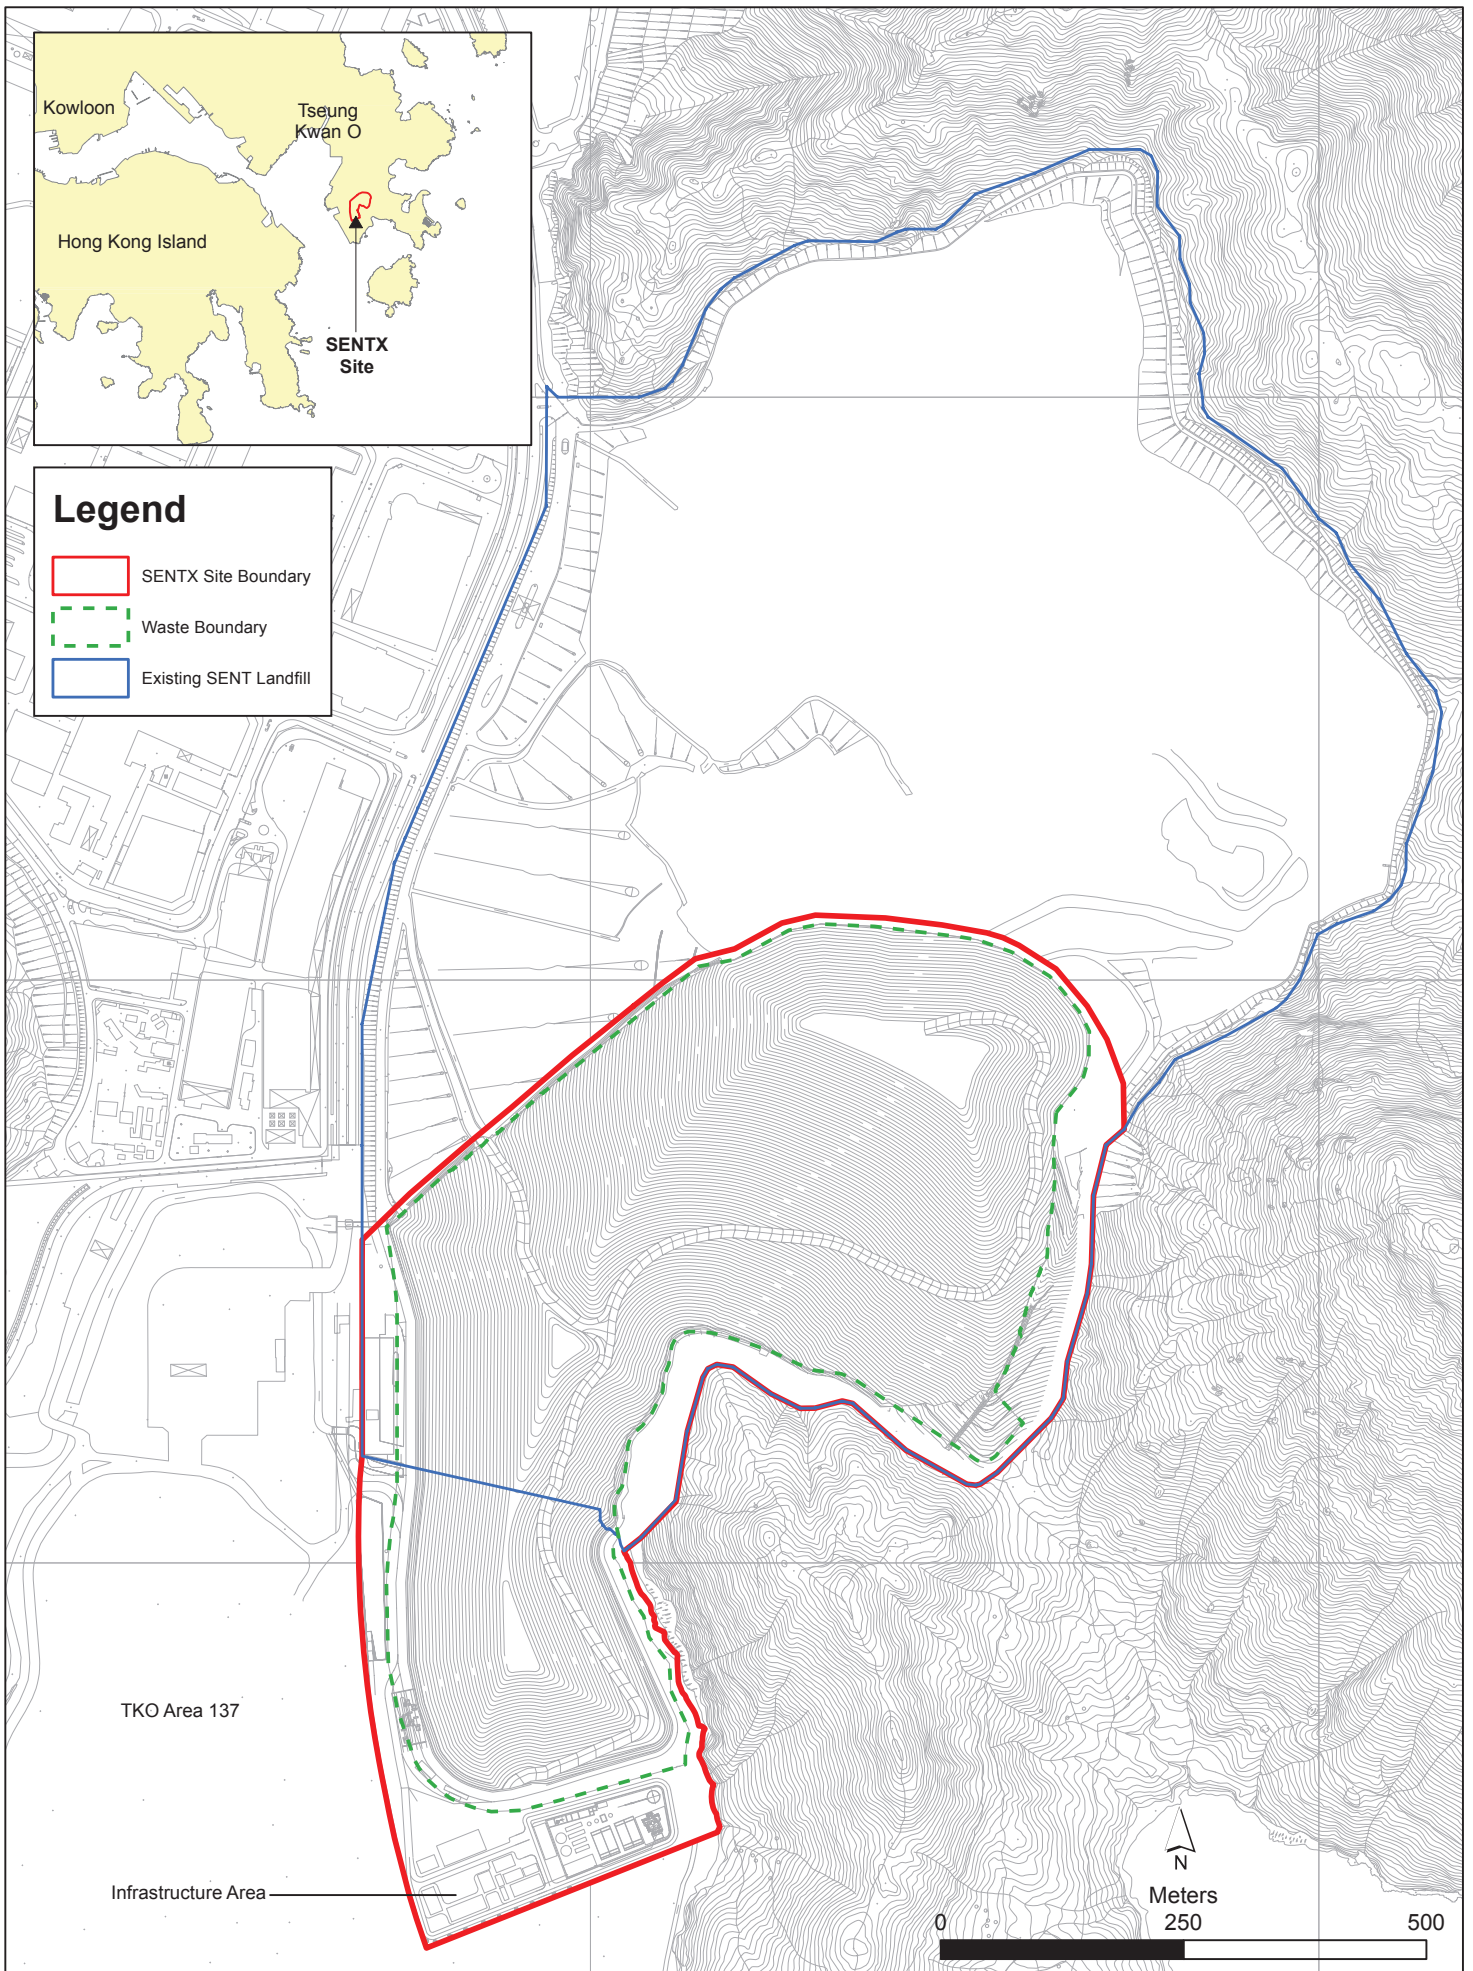 Kowloon
Tseung
Kwan O
Hong Kong Island
SENTX
Site
Legend
SENTX Site Boundary
Waste Boundary
Existing SENT Landfill
TKO Area 137
Infrastructure Area
N
Meters
0 250 500